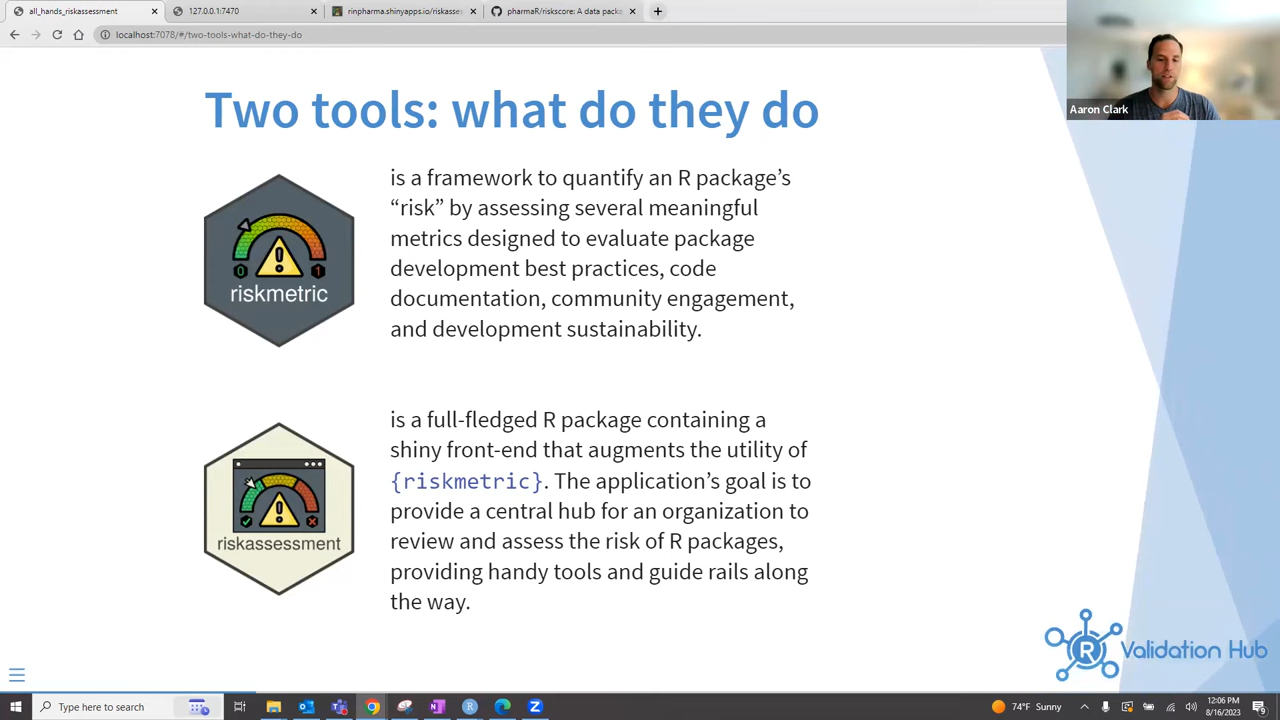 all_hands_riskassessment
127.0.0.1:7470
rinpharma.shinyapps.io/riskasses
pharmaR/riskscore: A data packa
localhost:7078/#/two-tools-what-do-they-do
Aaron Clark
Two tools: what do they do
is a framework to quantify an R package’s
“risk” by assessing several meaningful
metrics designed to evaluate package
development best practices, code
documentation, community engagement,
and development sustainability.
0 1
riskmetric
is a full-fledged R package containing a
shiny front-end that augments the utility of
{riskmetric}. The application’s goal is to
provide a central hub for an organization to
review and assess the risk of R packages,
providing handy tools and guide rails along
the way.
riskassessment
R Validation Hub
Type here to search
74°F Sunny
12:06 PM
8/16/2023